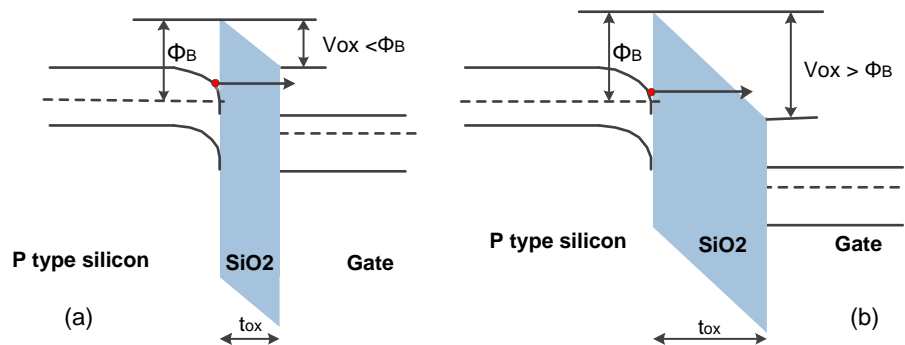 ΦB
Vox <ΦB
P type silicon
SiO2
Gate
(a)
tox
ΦB
Vox > ΦB
P type silicon
SiO2
Gate
tox
(b)